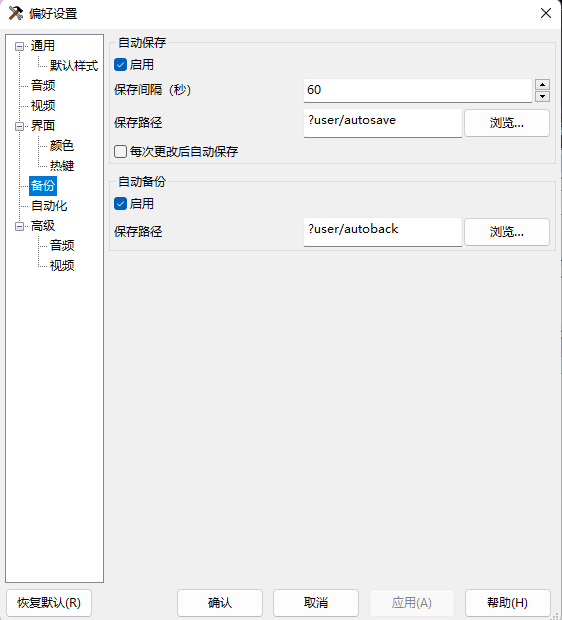 偏好设置
通用
默认样式
音频
视频
界面
颜色
热键
备份
自动化
高级
音频
视频
自动保存
启用
保存间隔（秒）
60
保存路径
?user/autosave
浏览...
每次更改后自动保存
自动备份
启用
保存路径
?user/autoback
浏览...
恢复默认(R)
确认
取消
应用(A)
帮助(H)